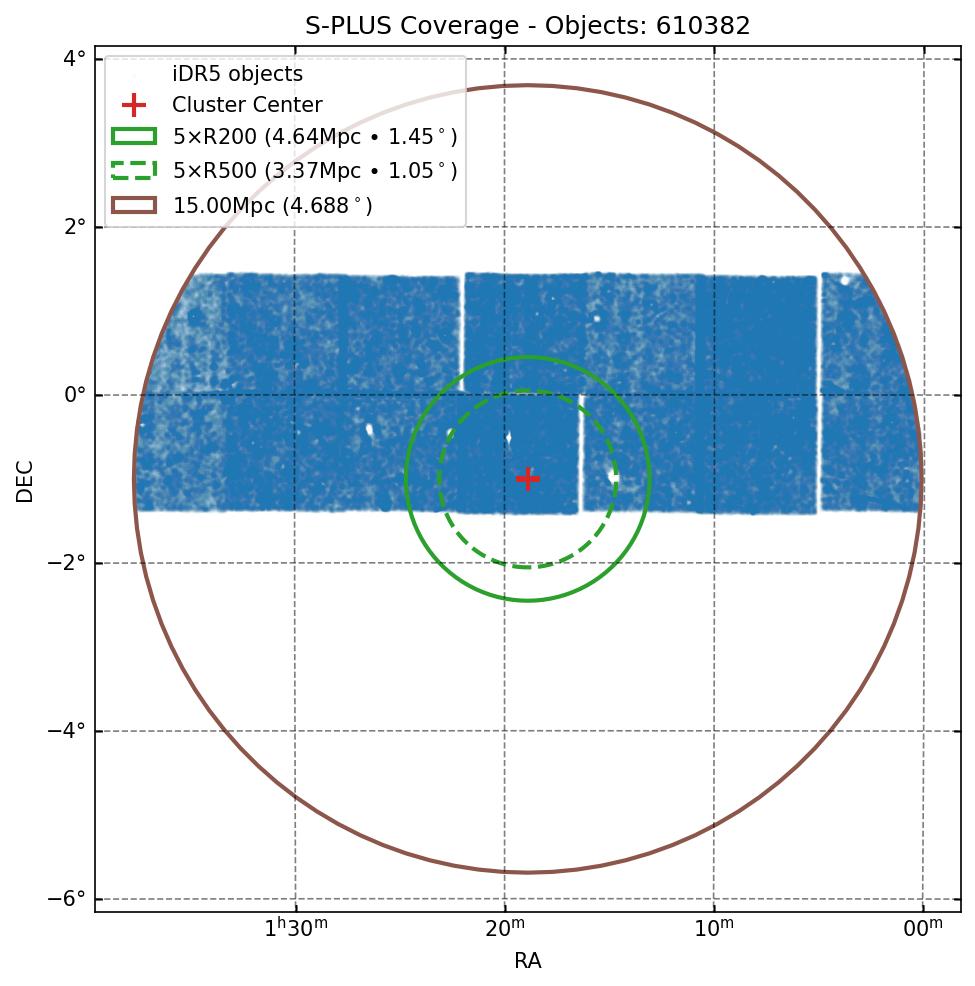 S-PLUS Coverage - Objects: 610382
iDR5 objects
Cluster Center
5×R200 (4.64Mpc • 1.45°)
5×R500 (3.37Mpc • 1.05°)
15.00Mpc (4.688°)
4°
2°
0°
−2°
−4°
−6°
DEC
1ʰ30ᵐ
20ᵐ
10ᵐ
00ᵐ
RA